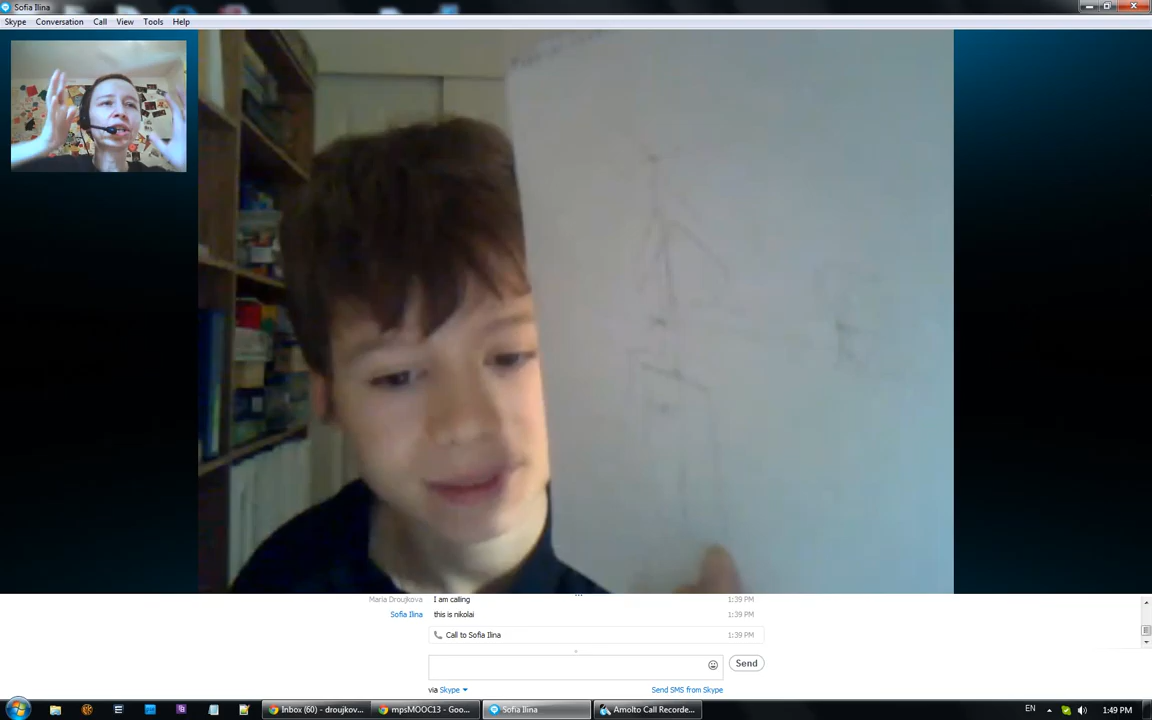 Sofia Ilina
Skype Conversation Call View Tools Help
Maria Droujkova I am calling 1:39 PM
Sofia Ilina this is nikolai 1:39 PM
Call to Sofia Ilina 1:39 PM
Send
via Skype Send SMS from Skype
Inbox (60) - droujkov... mpsMOOC13 - Goo... Sofia Ilina Amolto Call Recorde... EN 1:49 PM